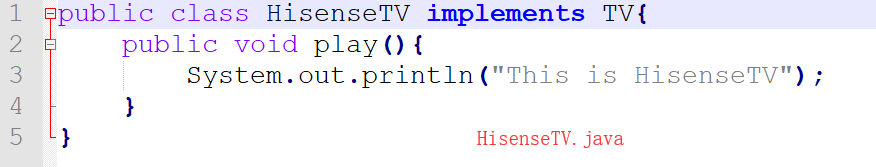 1 public class HisenseTV implements TV{
2 public void play(){
3 System.out.println("This is HisenseTV");
4 }
5 }
HisenseTV.java